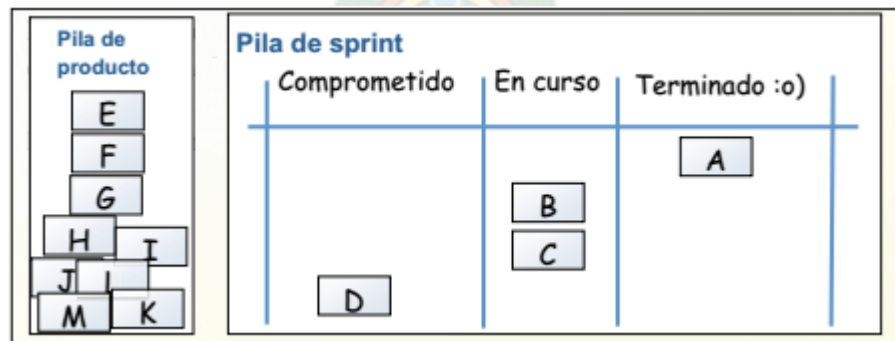 Pila de
producto
E
F
G
H
I
J
L
M
K
Pila de sprint
Comprometido
En curso
Terminado :o)
A
B
C
D